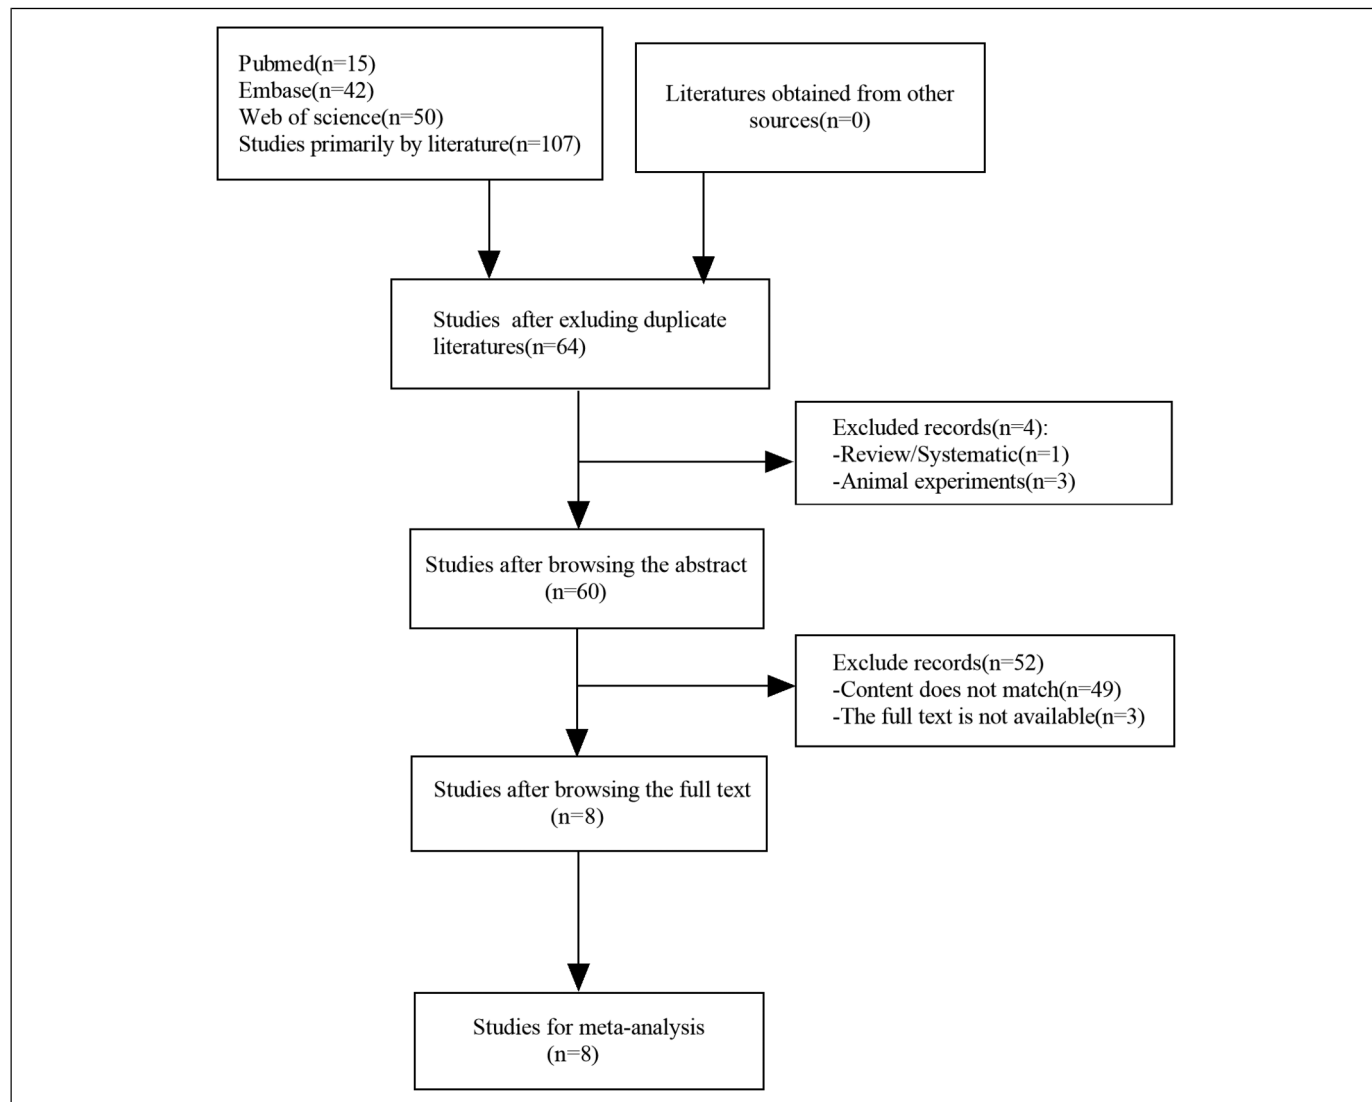 Pubmed(n=15)
Embase(n=42)
Web of science(n=50)
Studies primarily by literature(n=107)
Literatures obtained from other
sources(n=0)
Studies  after exluding duplicate
literatures(n=64)
Excluded records(n=4):
-Review/Systematic(n=1)
-Animal experiments(n=3)
Studies after browsing the abstract
(n=60)
Exclude records(n=52)
-Content does not match(n=49)
-The full text is not available(n=3)
Studies after browsing the full text
(n=8)
Studies for meta-analysis
(n=8)